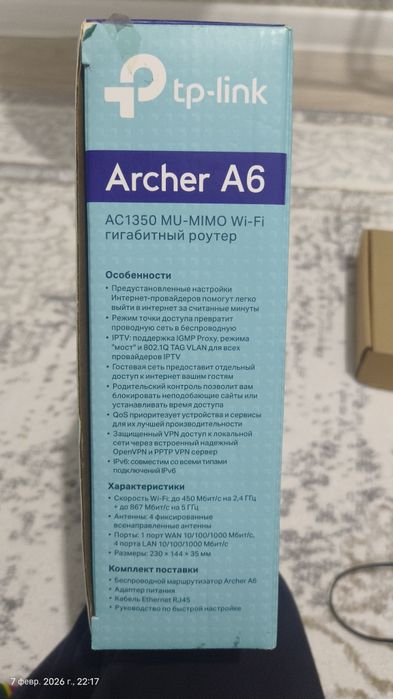 tp-link
Archer A6
AC1350 MU-MIMO Wi-Fi
гигабитный роутер
Особенности
• Предустановленные настройки
Интернет-провайдеров помогут легко
выйти в интернет за считанные минуты
• Режим точки доступа превратит
проводную сеть в беспроводную
• IPTV: поддержка IGMP Proxy, режима
"мост" и 802.1Q TAG VLAN для всех
провайдеров IPTV
• Гостевая сеть предоставит отдельный
доступ к интернет вашим гостям
• Родительский контроль позволит вам
блокировать неподобающие сайты или
устанавливать время доступа
• QoS приоритезует устройства и сервисы
для их лучшей производительности
• Защищенный VPN доступ к локальной
сети через встроенный надежный
OpenVPN и PPTP VPN сервер
• IPv6: совместим со всеми типами
подключений IPv6
Характеристики
• Скорость Wi-Fi: до 450 Мбит/с на 2,4 ГГц
+ до 867 Мбит/с на 5 ГГц
• Антенны: 4 фиксированных
всенаправленные антенны
• Порты: 1 порт WAN 10/100/1000 Мбит/с,
4 порта LAN 10/100/1000 Мбит/с
• Размеры: 230 × 144 × 35 мм
Комплект поставки
• Беспроводной маршрутизатор Archer A6
• Адаптер питания
• Кабель Ethernet RJ45
• Руководство по быстрой настройке
7 февр. 2026 г., 22:17